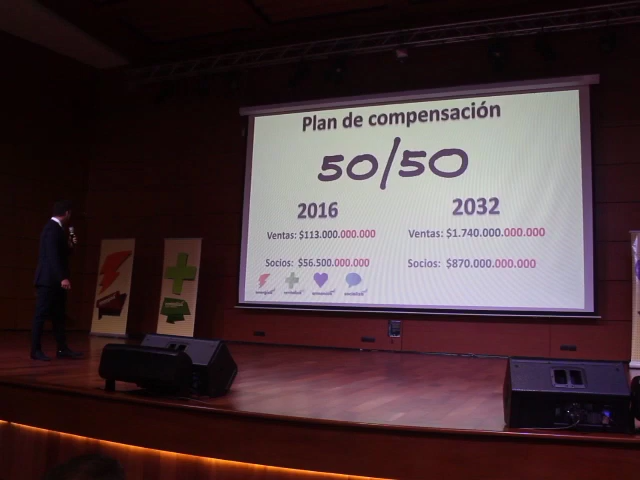 Plan de compensación
50/50
2016
2032
Ventas: $113.000.000.000
Ventas: $1.740.000.000.000
Socios: $56.500.000.000
Socios: $870.000.000.000